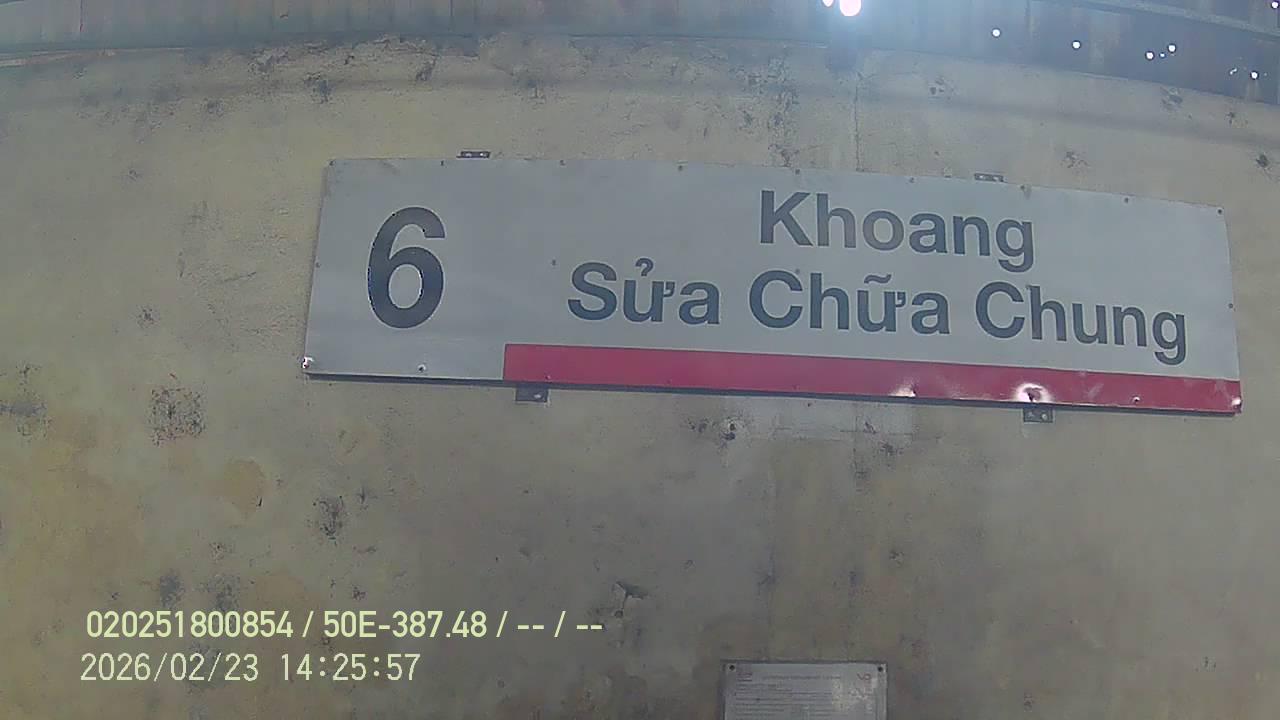 6
Khoang
Sửa Chữa Chung
020251800854 / 50E-387.48 / -- / --
2026/02/23 14:25:57